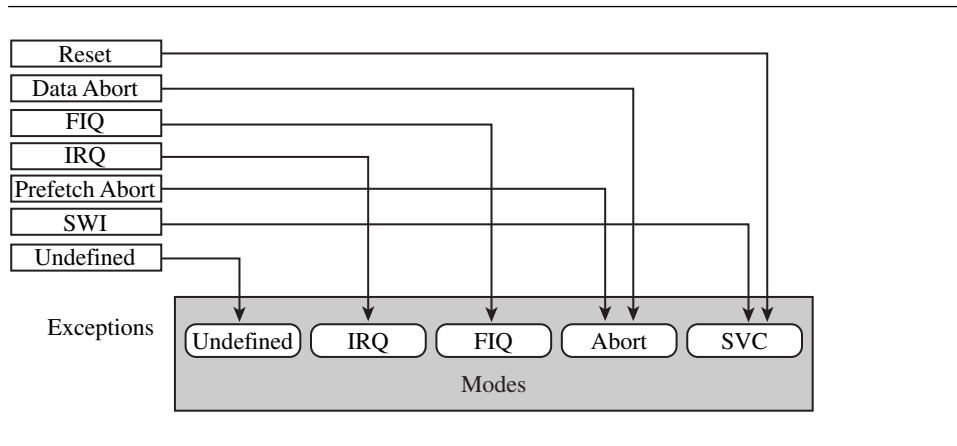 Reset
Data Abort
FIQ
IRQ
Prefetch Abort
SWI
Undefined
Exceptions
Undefined
IRQ
FIQ
Abort
SVC
Modes